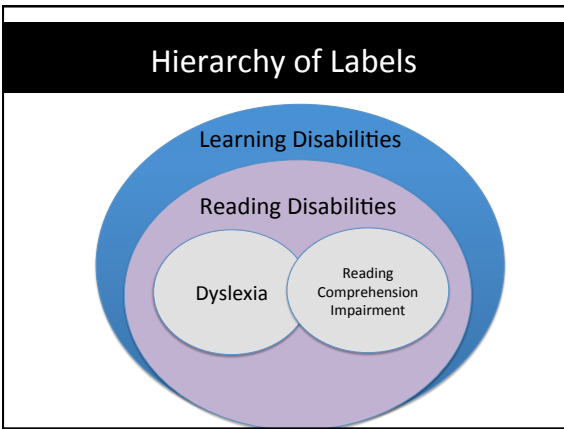 Hierarchy of Labels
Learning Disabilities
Reading Disabilities
Dyslexia
Reading
Comprehension
Impairment